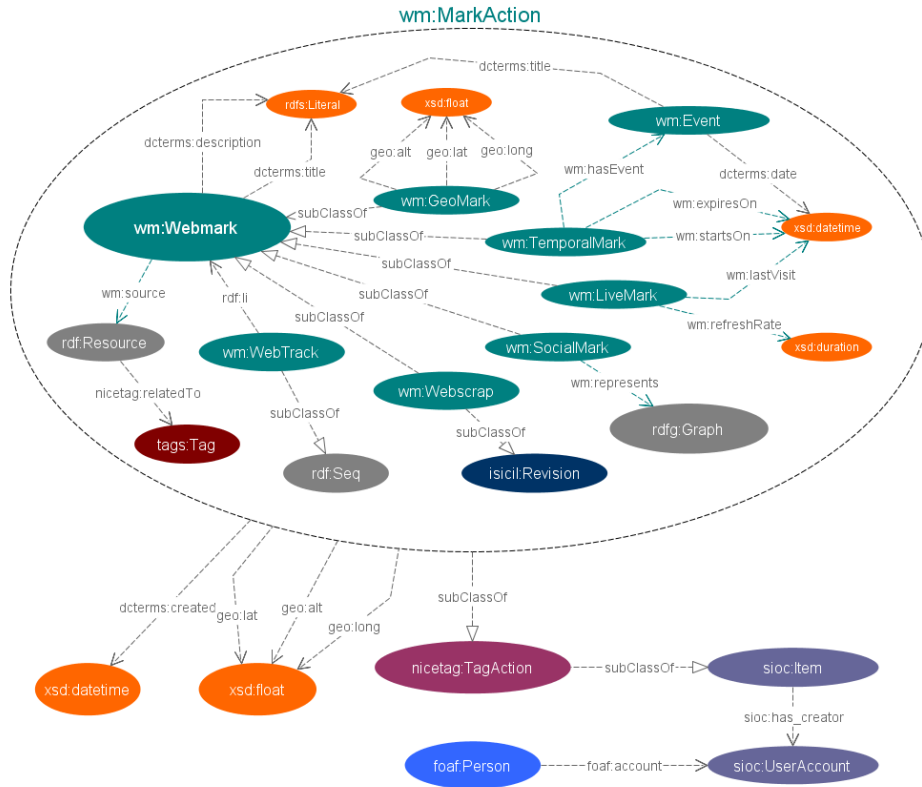 wm:MarkAction
dcterms:title
rdfs:Literal
xsd:float
wm:Event
dcterms:description
geo:alt
geo:lat
geo:long
dcterms:title
wm:hasEvent
dcterms:date
wm:GeoMark
wm:expiresOn
subClassOf
wm:Webmark
subClassOf
wm:TemporalMark
wm:startsOn
xsd:datetime
subClassOf
wm:lastVisit
wm:source
rdf:li
subClassOf
wm:LiveMark
subClassOf
wm:refreshRate
rdf:Resource
wm:WebTrack
wm:SocialMark
xsd:duration
nicetag:relatedTo
wm:Webscrap
wm:represents
subClassOf
tags:Tag
subClassOf
rdfg:Graph
rdf:Seq
isicil:Revision
dcterms:created
geo:lat
geo:alt
geo:long
subClassOf
xsd:datetime
xsd:float
nicetag:TagAction
subClassOf
sioc:Item
sioc:has_creator
foaf:Person
foaf:account
sioc:UserAccount